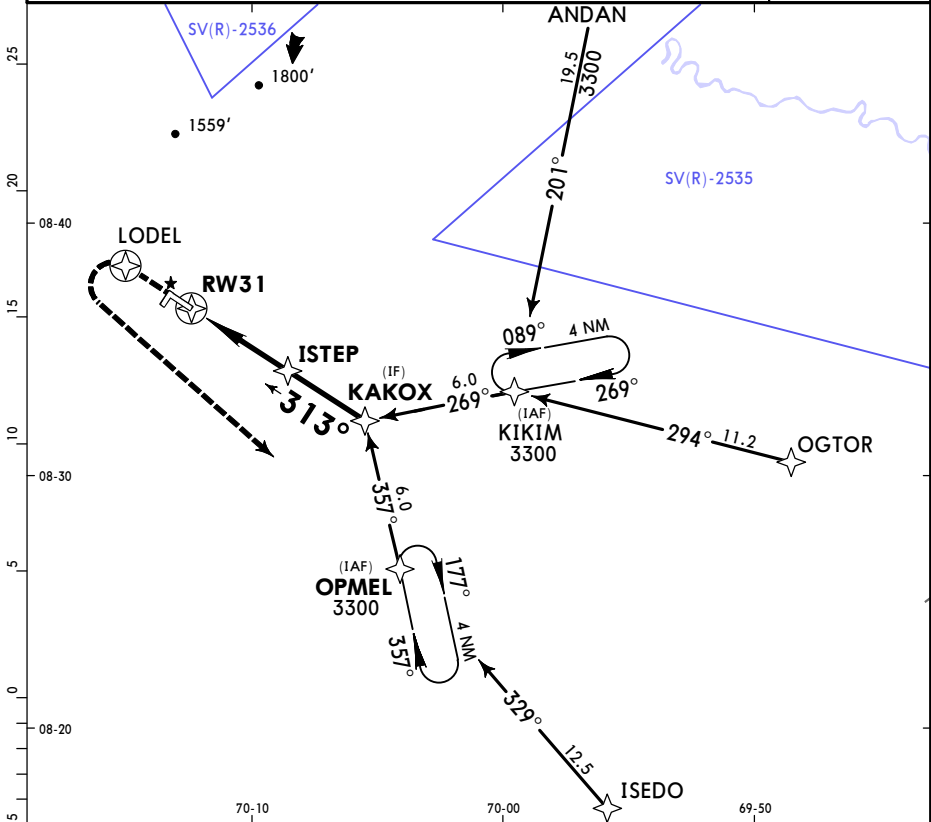 ANDAN
SV(R)-2536
25
1800'
19.5
3300
1559'
SV(R)-2535
201°
20
08-40
LODEL
RW31
15
089°
4 NM
ISTEP
(IF)
KAKOX
6.0
269°
269°
(IAF)
KIKIM
3300
313°
294°
11.2
OGTOR
10
08-30
6.0
357°
5
(IAF)
OPMEL
3300
177°
4 NM
357°
0
08-20
329°
12.5
ISEDO
5
70-10
70-00
69-50